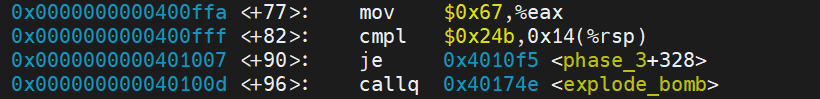 0x0000000000400ffa <+77>: mov $0x67,%eax
0x0000000000400fff <+82>: cmpl $0x24b,0x14(%rsp)
0x0000000000401007 <+90>: je 0x4010f5 <phase_3+328>
0x000000000040100d <+96>: callq 0x40174e <explode_bomb>